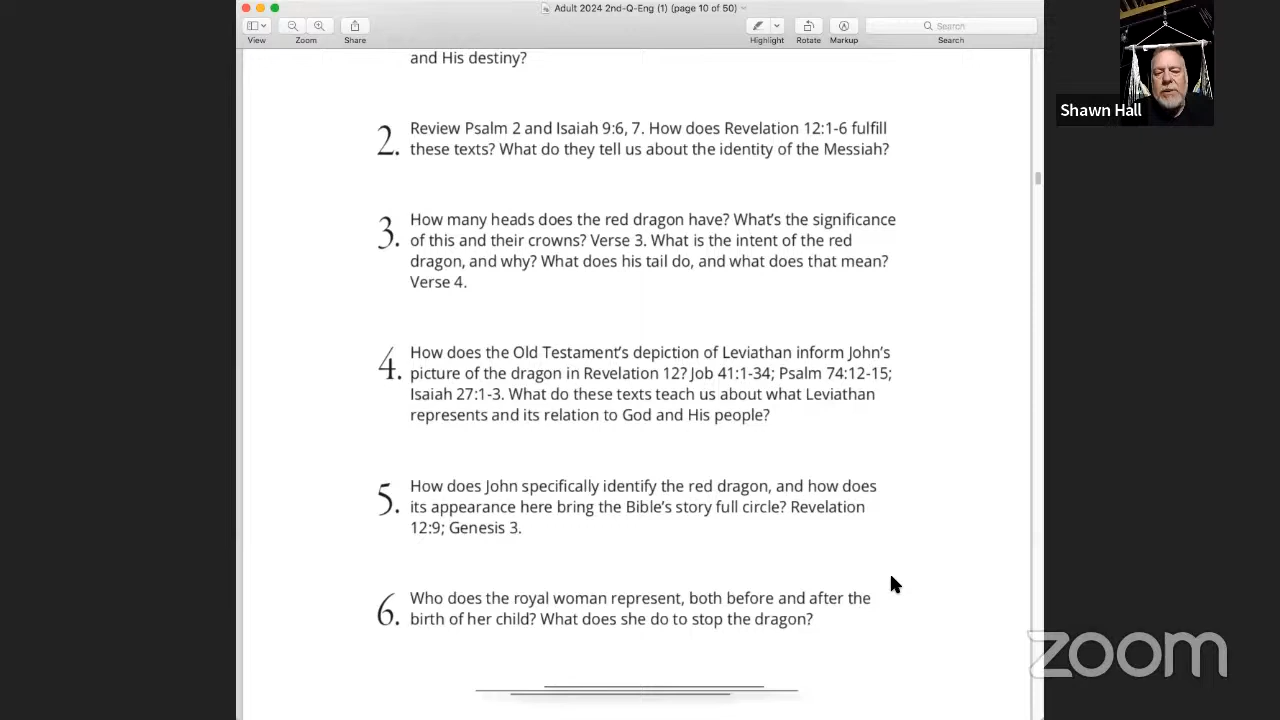 Adult 2024 2nd-Q-Eng (1) (page 10 of 50)
View
Zoom
Share
Highlight
Rotate
Markup
Search
Search
Shawn Hall
and His destiny?
2. Review Psalm 2 and Isaiah 9:6, 7. How does Revelation 12:1-6 fulfill
these texts? What do they tell us about the identity of the Messiah?
3. How many heads does the red dragon have? What's the significance
of this and their crowns? Verse 3. What is the intent of the red
dragon, and why? What does his tail do, and what does that mean?
Verse 4.
4. How does the Old Testament's depiction of Leviathan inform John's
picture of the dragon in Revelation 12? Job 41:1-34; Psalm 74:12-15;
Isaiah 27:1-3. What do these texts teach us about what Leviathan
represents and its relation to God and His people?
5. How does John specifically identify the red dragon, and how does
its appearance here bring the Bible's story full circle? Revelation
12:9; Genesis 3.
6. Who does the royal woman represent, both before and after the
birth of her child? What does she do to stop the dragon?
zoom